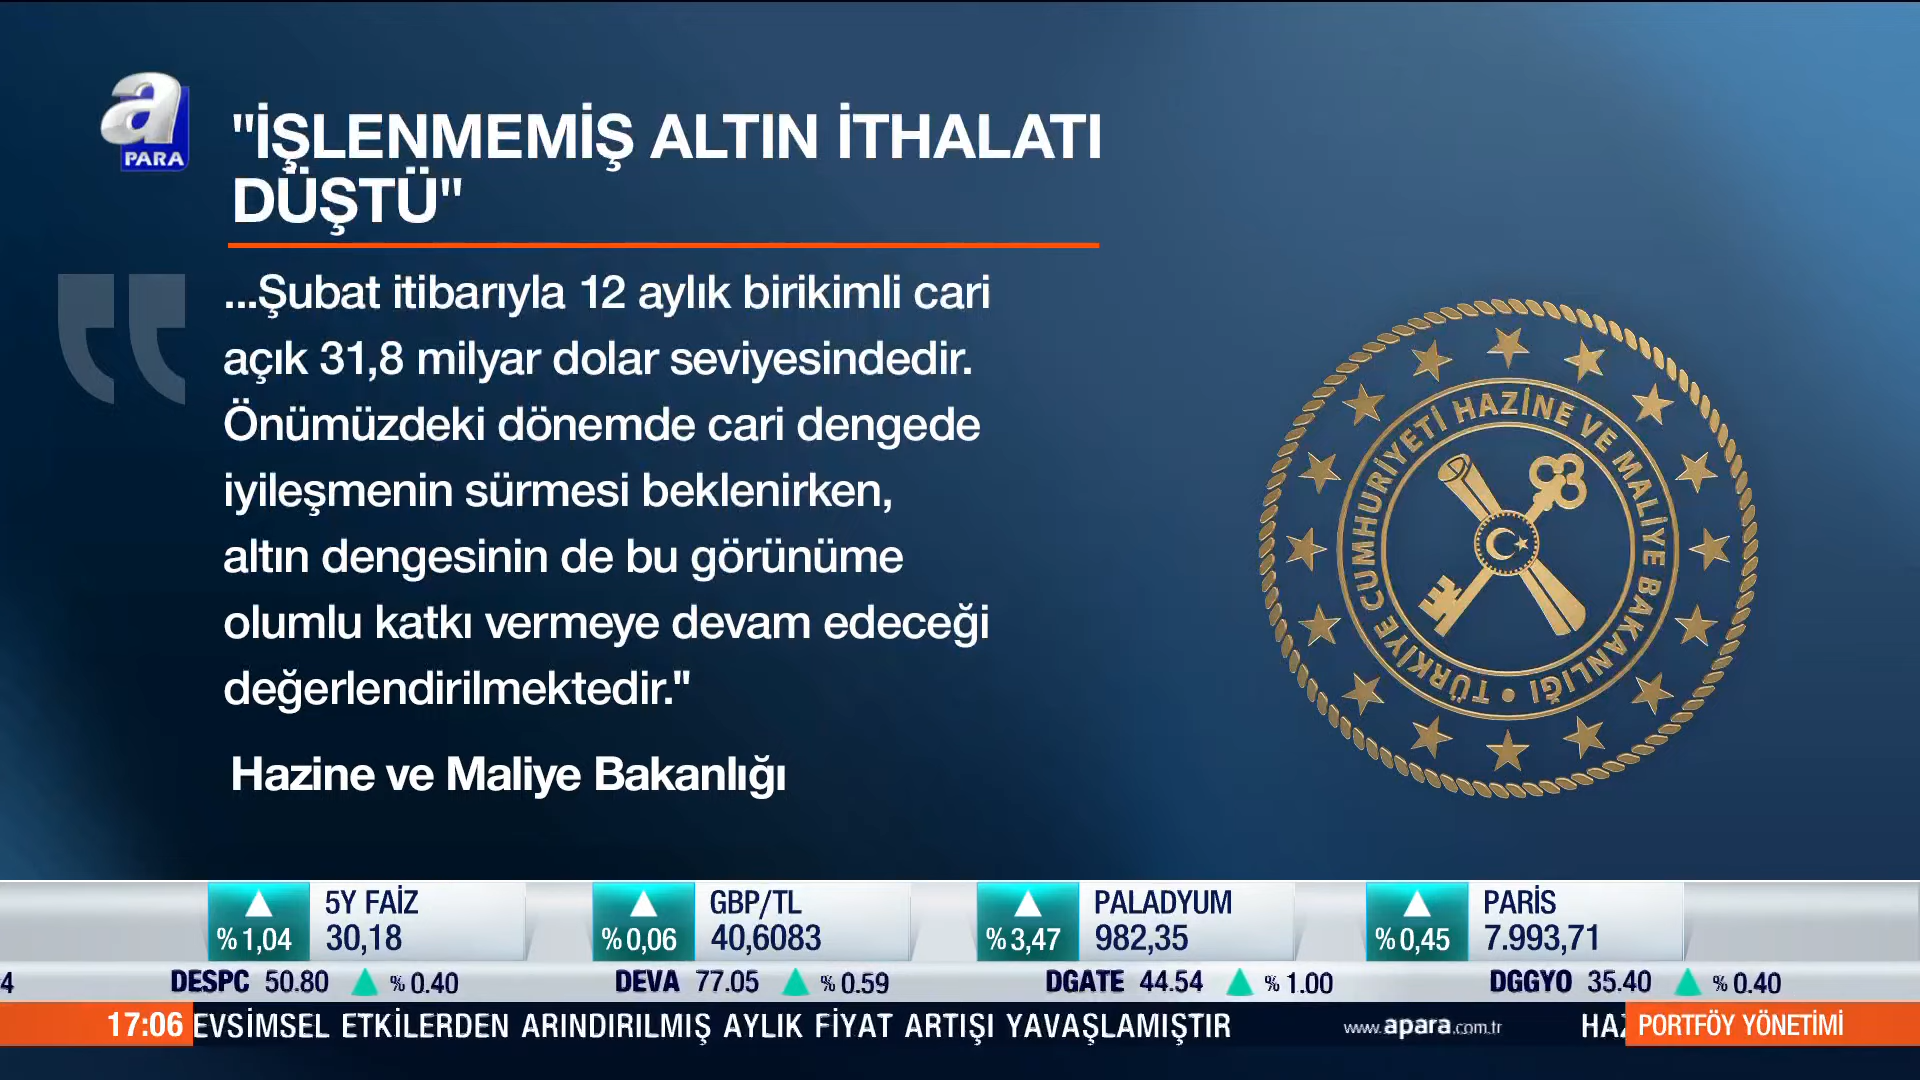 a
PARA
"İŞLENMEMİŞ ALTIN İTHALATI
DÜŞTÜ"
...Şubat itibarıyla 12 aylık birikimli cari
açık 31,8 milyar dolar seviyesindedir.
Önümüzdeki dönemde cari dengede
iyileşmenin sürmesi beklenirken,
altın dengesinin de bu görünüme
olumlu katkı vermeye devam edeceği
değerlendirilmektedir."
Hazine ve Maliye Bakanlığı
TÜRKİYE CUMHURİYETİ HAZİNE VE MALİYE BAKANLIĞI •
%1,04 5Y FAİZ 30,18
%0,06 GBP/TL 40,6083
%3,47 PALADYUM 982,35
%0,45 PARİS 7.993,71
4 DESPC 50.80 % 0.40 DEVA 77.05 % 0.59 DGATE 44.54 % 1.00 DGGYO 35.40 % 0.40
17:06 EVSİMSEL ETKİLERDEN ARINDIRILMIŞ AYLIK FİYAT ARTIŞI YAVAŞLAMIŞTIR www.apara.com.tr HAZ PORTFÖY YÖNETİMİ